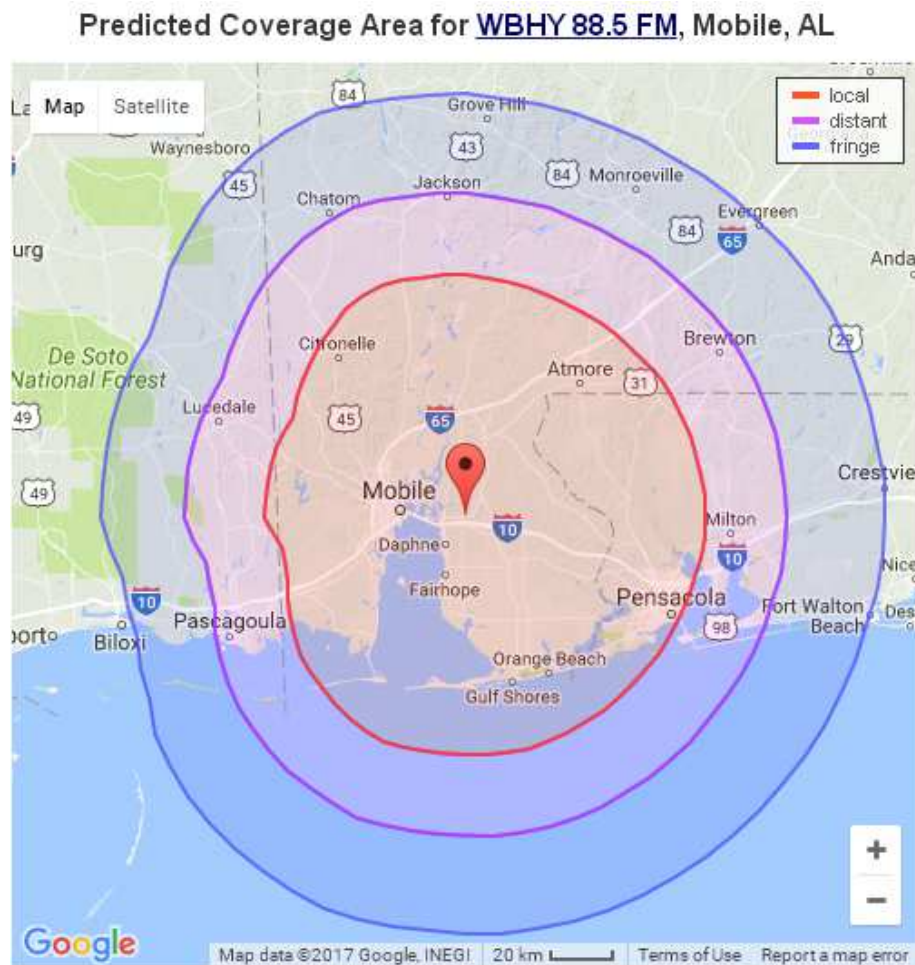 Predicted Coverage Area for WBHY 88.5 FM, Mobile, AL
Map Satellite
local
distant
fringe
84
Grove Hill
Waynesboro
43
45
84
Monroeville
Jackson
Chatom
Evergreen
84
65
urg
Anda
29
De Soto
National Forest
Citronelle
Brewton
Atmore
31
49
Lucedale
45
65
Crestvie
49
Mobile
10
Milton
Daphne
10
Fairhope
Nice
10
Pensacola
Fort Walton
Beach
Des
Pascagoula
98
port
Biloxi
Orange Beach
Gulf Shores
+
−
Google
Map data ©2017 Google, INEGI 20 km Terms of Use Report a map error